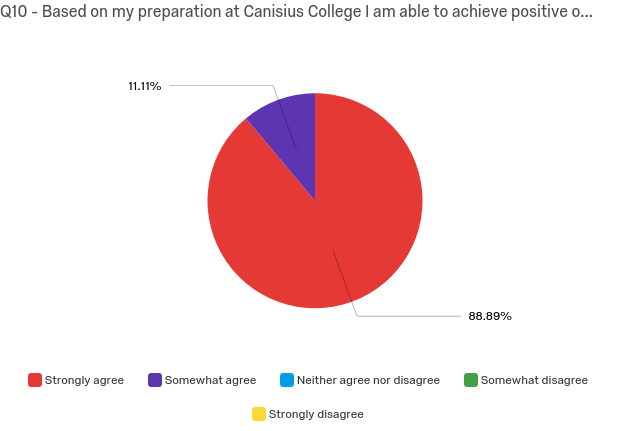 Q10 - Based on my preparation at Canisius College I am able to achieve positive o...
11.11%
88.89%
Strongly agree
Somewhat agree
Neither agree nor disagree
Somewhat disagree
Strongly disagree